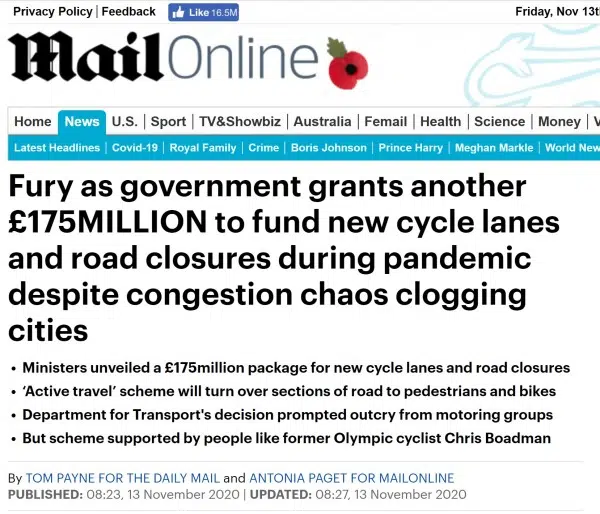 Privacy Policy | Feedback Like 16.5M Friday, Nov 13t
Mail Online
Home News U.S. | Sport | TV&Showbiz | Australia | Femail | Health | Science | Money | V
Latest Headlines | Covid-19 | Royal Family | Crime | Boris Johnson | Prince Harry | Meghan Markle | World New
Fury as government grants another
£175MILLION to fund new cycle lanes
and road closures during pandemic
despite congestion chaos clogging
cities
• Ministers unveiled a £175million package for new cycle lanes and road closures
• ‘Active travel’ scheme will turn over sections of road to pedestrians and bikes
• Department for Transport's decision prompted outcry from motoring groups
• But scheme supported by people like former Olympic cyclist Chris Boadman
By TOM PAYNE FOR THE DAILY MAIL and ANTONIA PAGET FOR MAILONLINE
PUBLISHED: 08:23, 13 November 2020 | UPDATED: 08:27, 13 November 2020